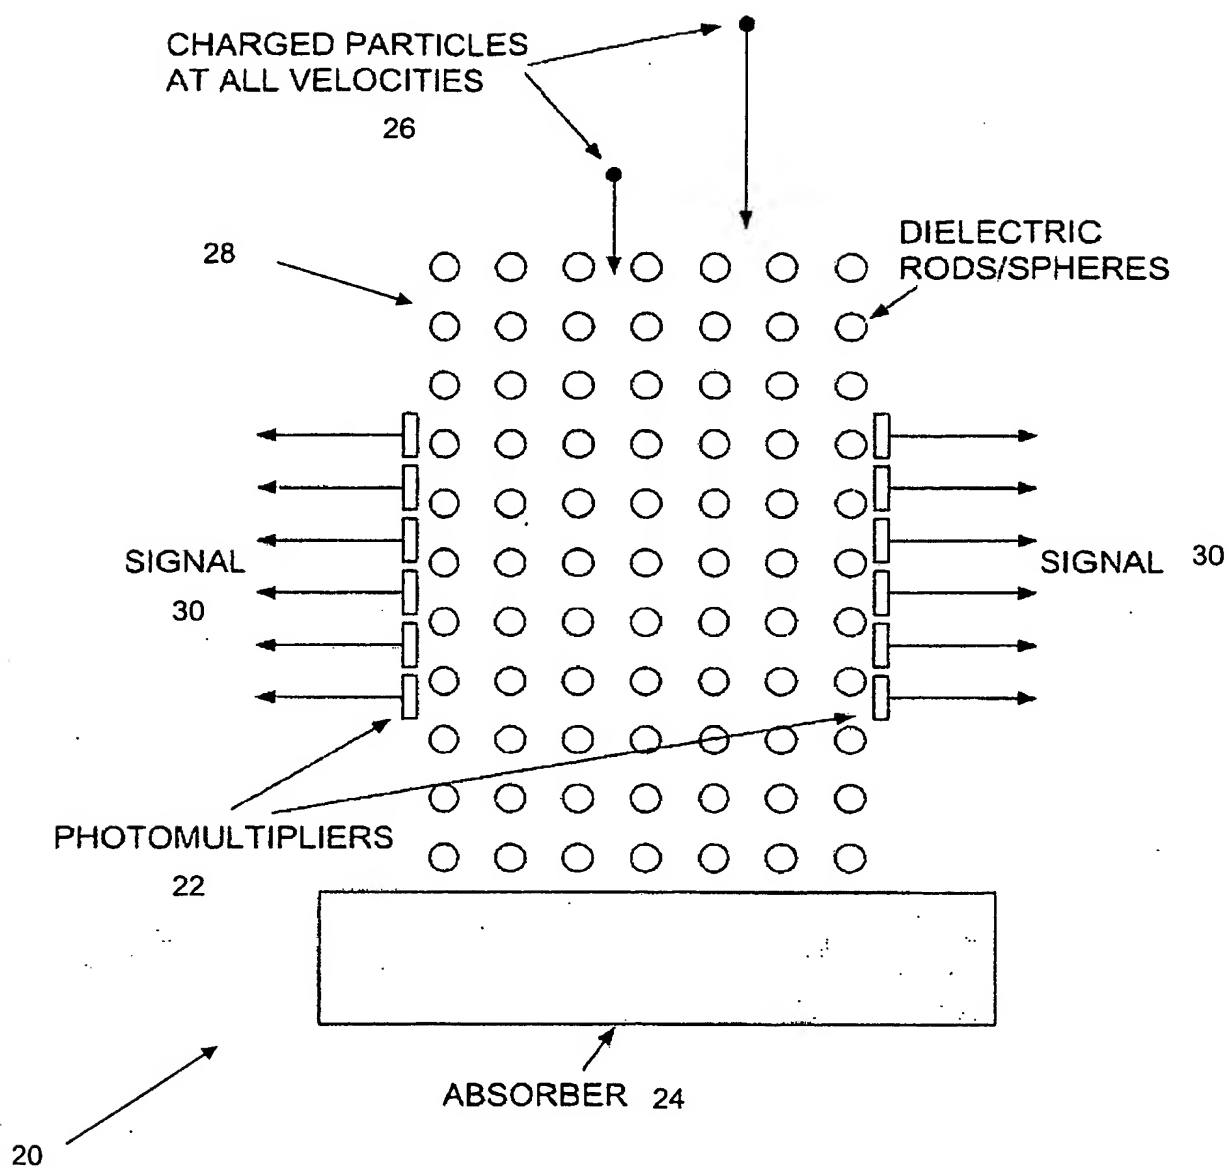 CHARGED PARTICLES
AT ALL VELOCITIES
26
28
DIELECTRIC
RODS/SPHERES
SIGNAL
30
SIGNAL 30
PHOTOMULTIPLIERS
22
ABSORBER 24
20